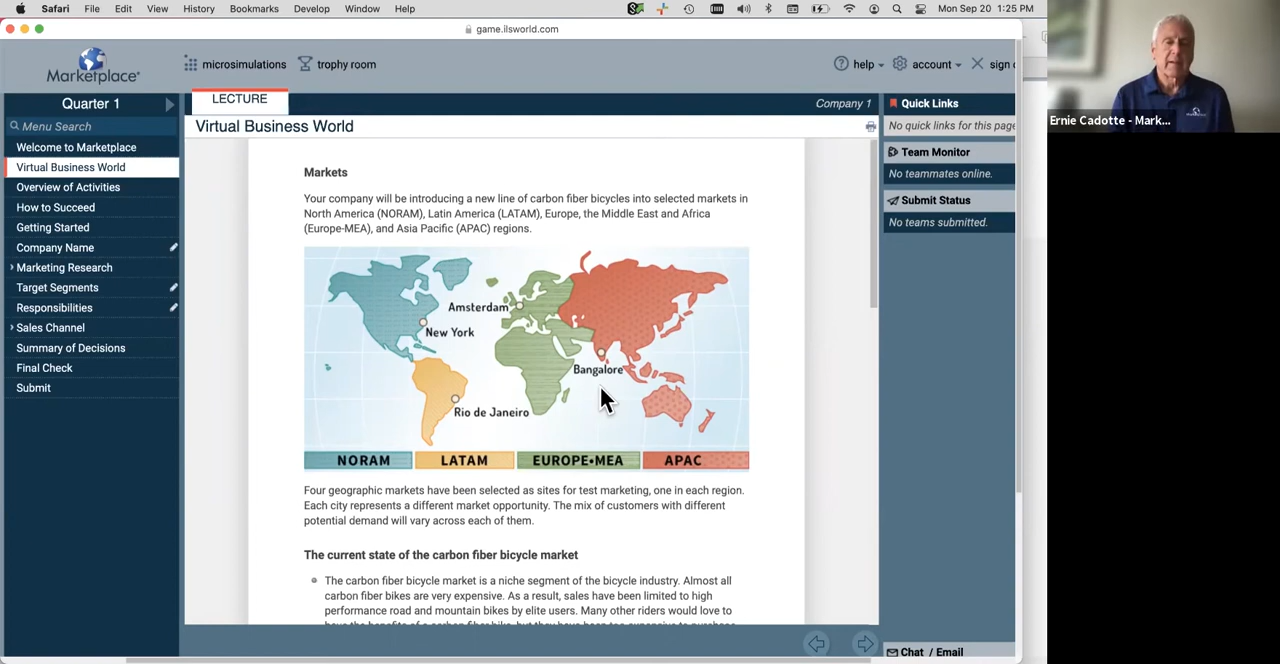 Safari File Edit View History Bookmarks Develop Window Help Mon Sep 20 1:25 PM
game.ilsworld.com
Marketplace
microsimulations trophy room help account sign
Quarter 1
Menu Search
Welcome to Marketplace
Virtual Business World
Overview of Activities
How to Succeed
Getting Started
Company Name
Marketing Research
Target Segments
Responsibilities
Sales Channel
Summary of Decisions
Final Check
Submit
LECTURE
Company 1
Virtual Business World
Markets
Your company will be introducing a new line of carbon fiber bicycles into selected markets in
North America (NORAM), Latin America (LATAM), Europe, the Middle East and Africa
(Europe-MEA), and Asia Pacific (APAC) regions.
Amsterdam
New York
Bangalore
Rio de Janeiro
NORAM LATAM EUROPE•MEA APAC
Four geographic markets have been selected as sites for test marketing, one in each region.
Each city represents a different market opportunity. The mix of customers with different
potential demand will vary across each of them.
The current state of the carbon fiber bicycle market
The carbon fiber bicycle market is a niche segment of the bicycle industry. Almost all
carbon fiber bikes are very expensive. As a result, sales have been limited to high
performance road and mountain bikes by elite users. Many other riders would love to
Quick Links
No quick links for this page
Team Monitor
No teammates online.
Submit Status
No teams submitted.
Chat / Email
Ernie Cadotte - Mark...